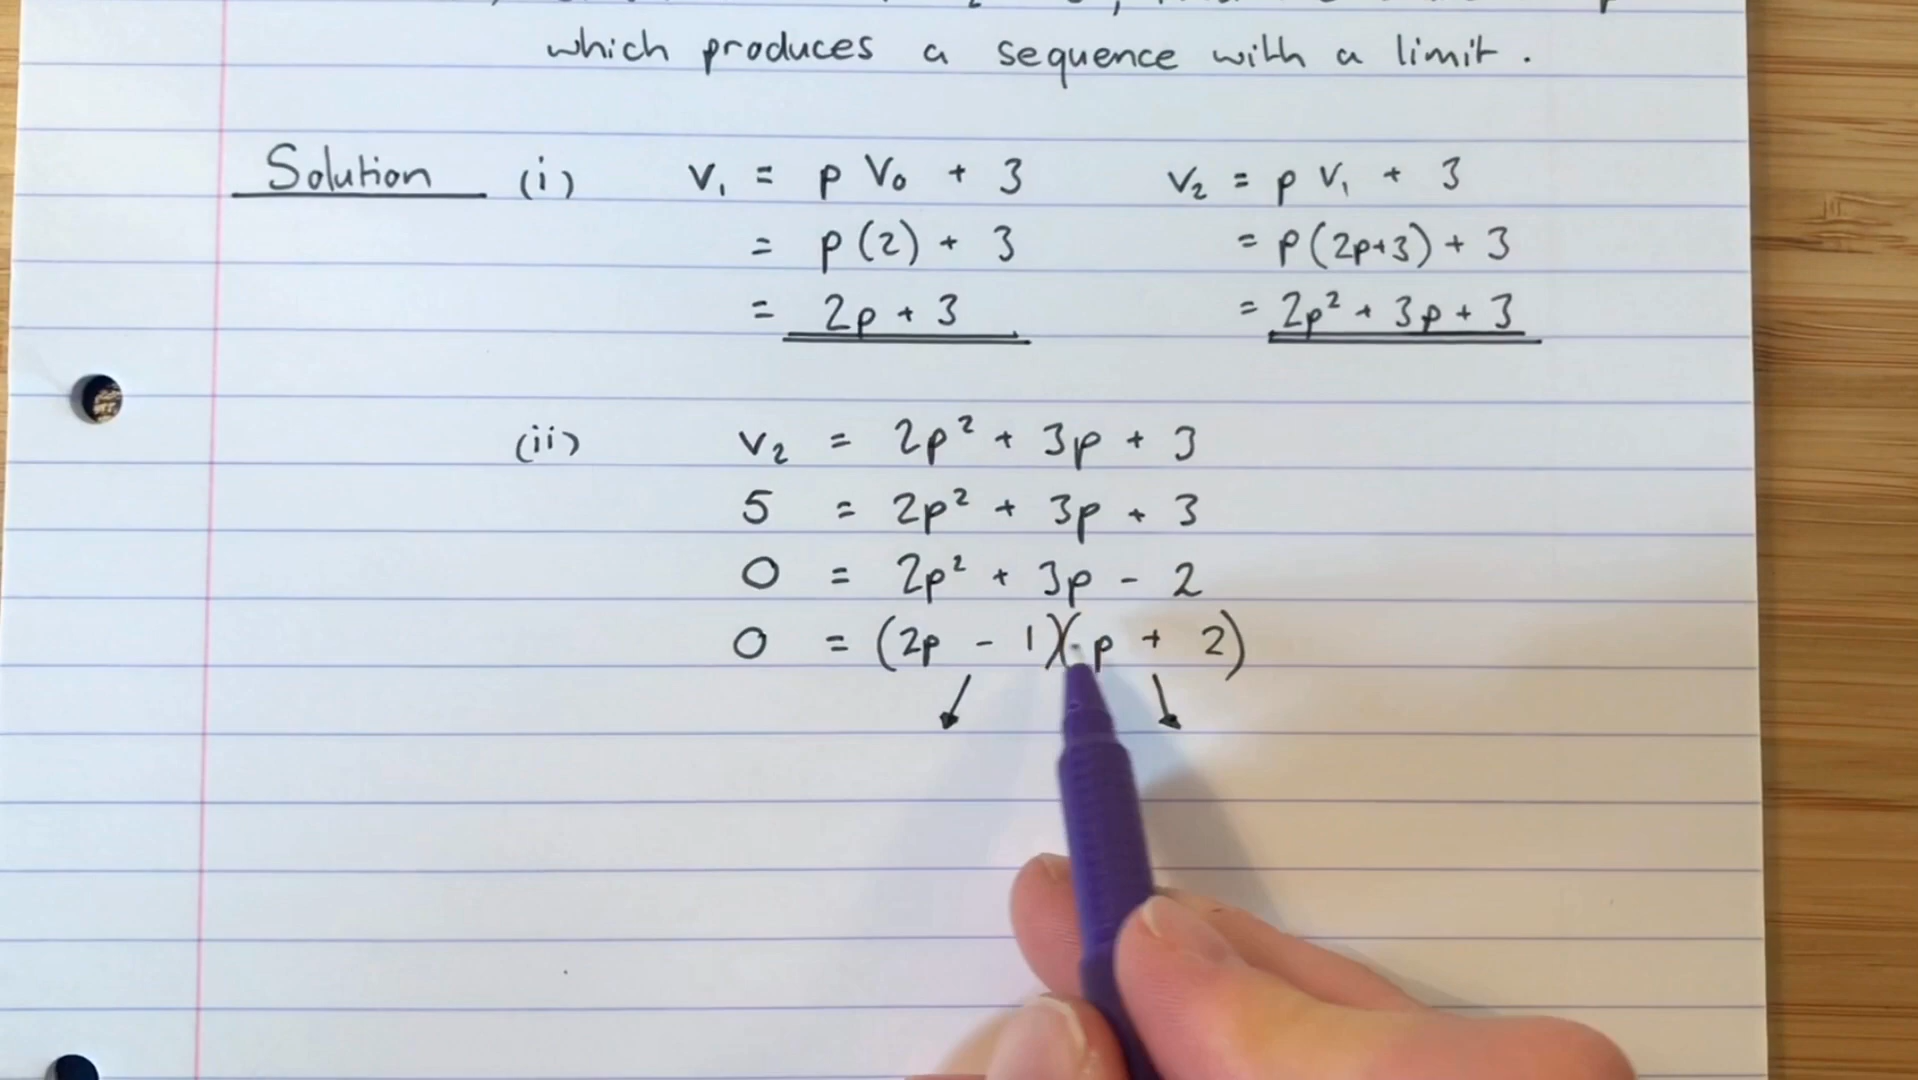 which produces a sequence with a limit.
Solution (i) V₁ = p V₀ + 3 V₂ = p V₁ + 3
= p(2) + 3 = p(2p+3) + 3
= 2p + 3 = 2p² + 3p + 3
(ii) V₂ = 2p² + 3p + 3
5 = 2p² + 3p + 3
0 = 2p² + 3p - 2
0 = (2p - 1)(p + 2)